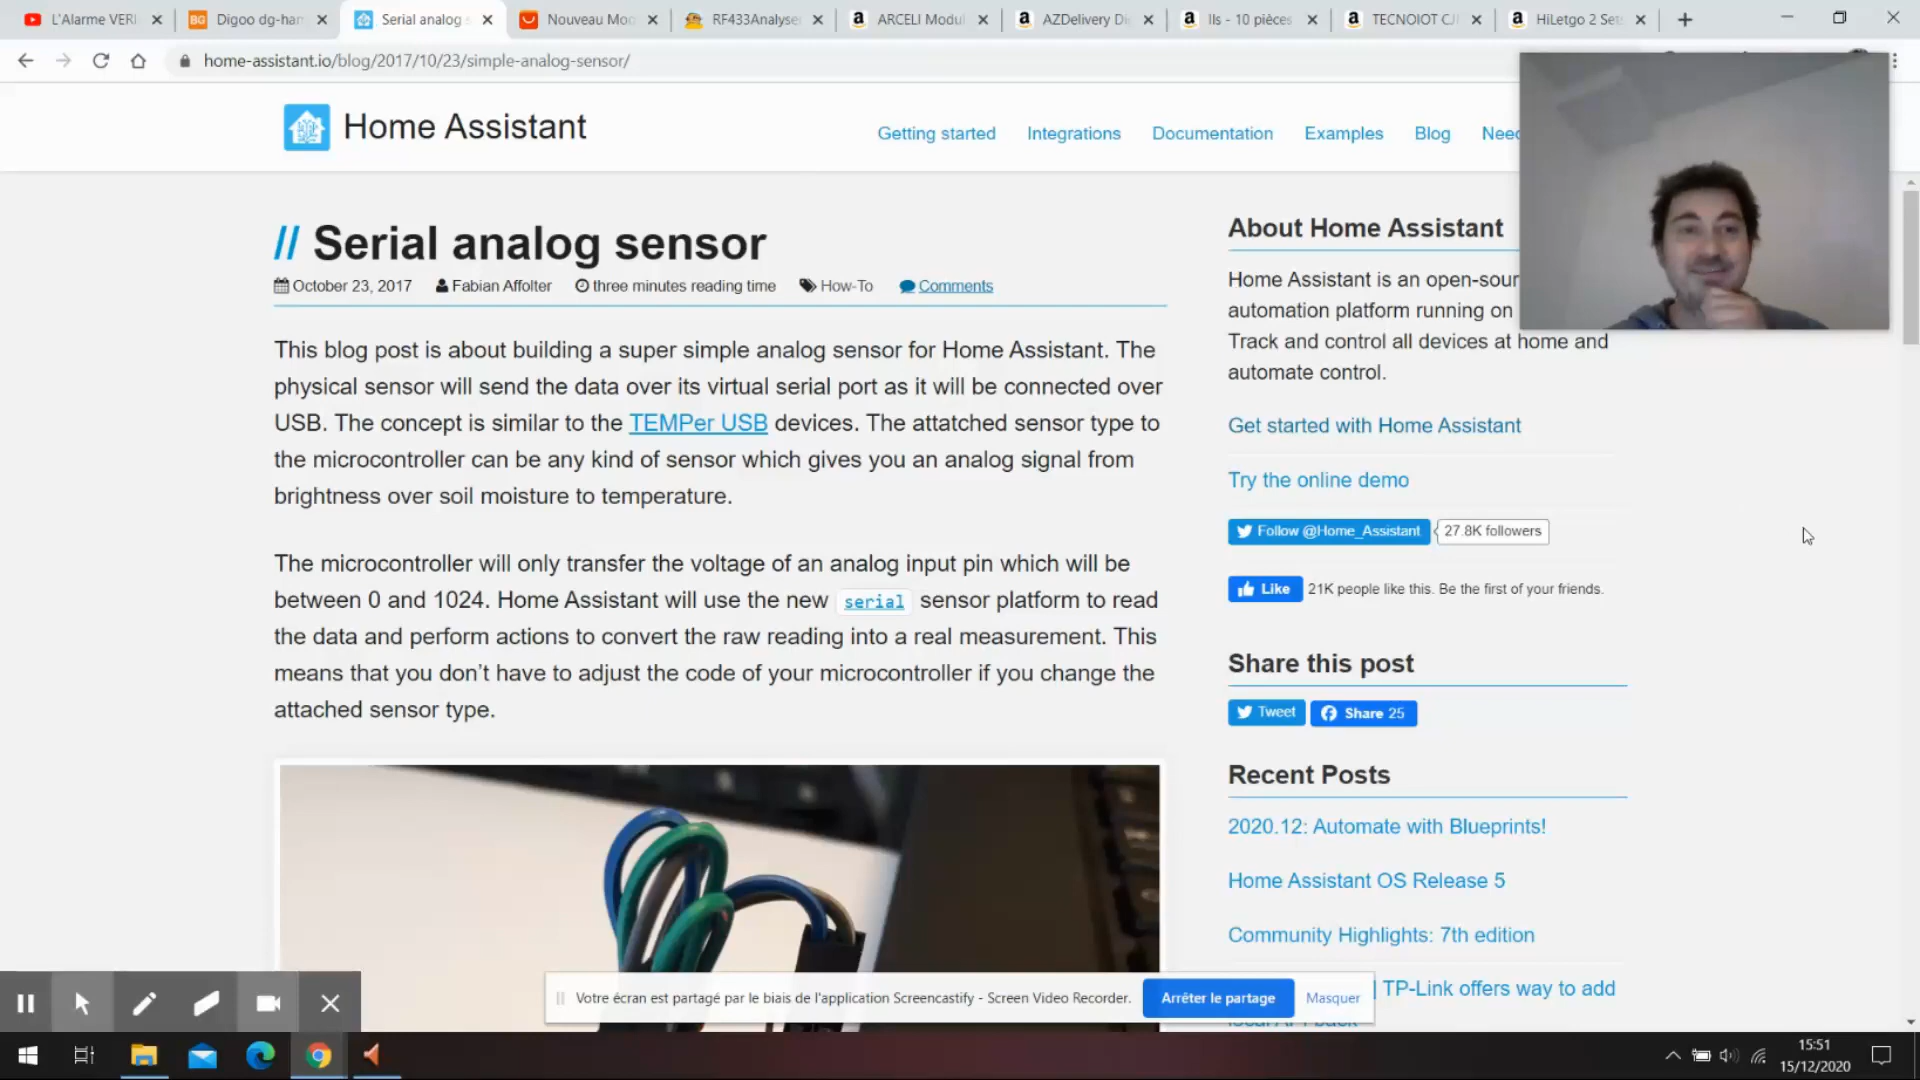 L'Alarme VERI
Digoo dg-ham
Serial analog s
Nouveau Mod
RF433Analyse
ARCELI Modul
AZDelivery Di
IIs - 10 pièces
TECNOIOT CJM
HiLetgo 2 Sets
home-assistant.io/blog/2017/10/23/simple-analog-sensor/
Home Assistant
Getting started
Integrations
Documentation
Examples
Blog
Need
// Serial analog sensor
October 23, 2017
Fabian Affolter
three minutes reading time
How-To
Comments
This blog post is about building a super simple analog sensor for Home Assistant. The
physical sensor will send the data over its virtual serial port as it will be connected over
USB. The concept is similar to the TEMPer USB devices. The attatched sensor type to
the microcontroller can be any kind of sensor which gives you an analog signal from
brightness over soil moisture to temperature.
The microcontroller will only transfer the voltage of an analog input pin which will be
between 0 and 1024. Home Assistant will use the new serial sensor platform to read
the data and perform actions to convert the raw reading into a real measurement. This
means that you don't have to adjust the code of your microcontroller if you change the
attached sensor type.
About Home Assistant
Home Assistant is an open-sour
automation platform running on
Track and control all devices at home and
automate control.
Get started with Home Assistant
Try the online demo
Follow @Home_Assistant
27.8K followers
Like
21K people like this. Be the first of your friends.
Share this post
Tweet
Share 25
Recent Posts
2020.12: Automate with Blueprints!
Home Assistant OS Release 5
Community Highlights: 7th edition
TP-Link offers way to add
Votre écran est partagé par le biais de l'application Screencastify - Screen Video Recorder.
Arrêter le partage
Masquer
15:51
15/12/2020